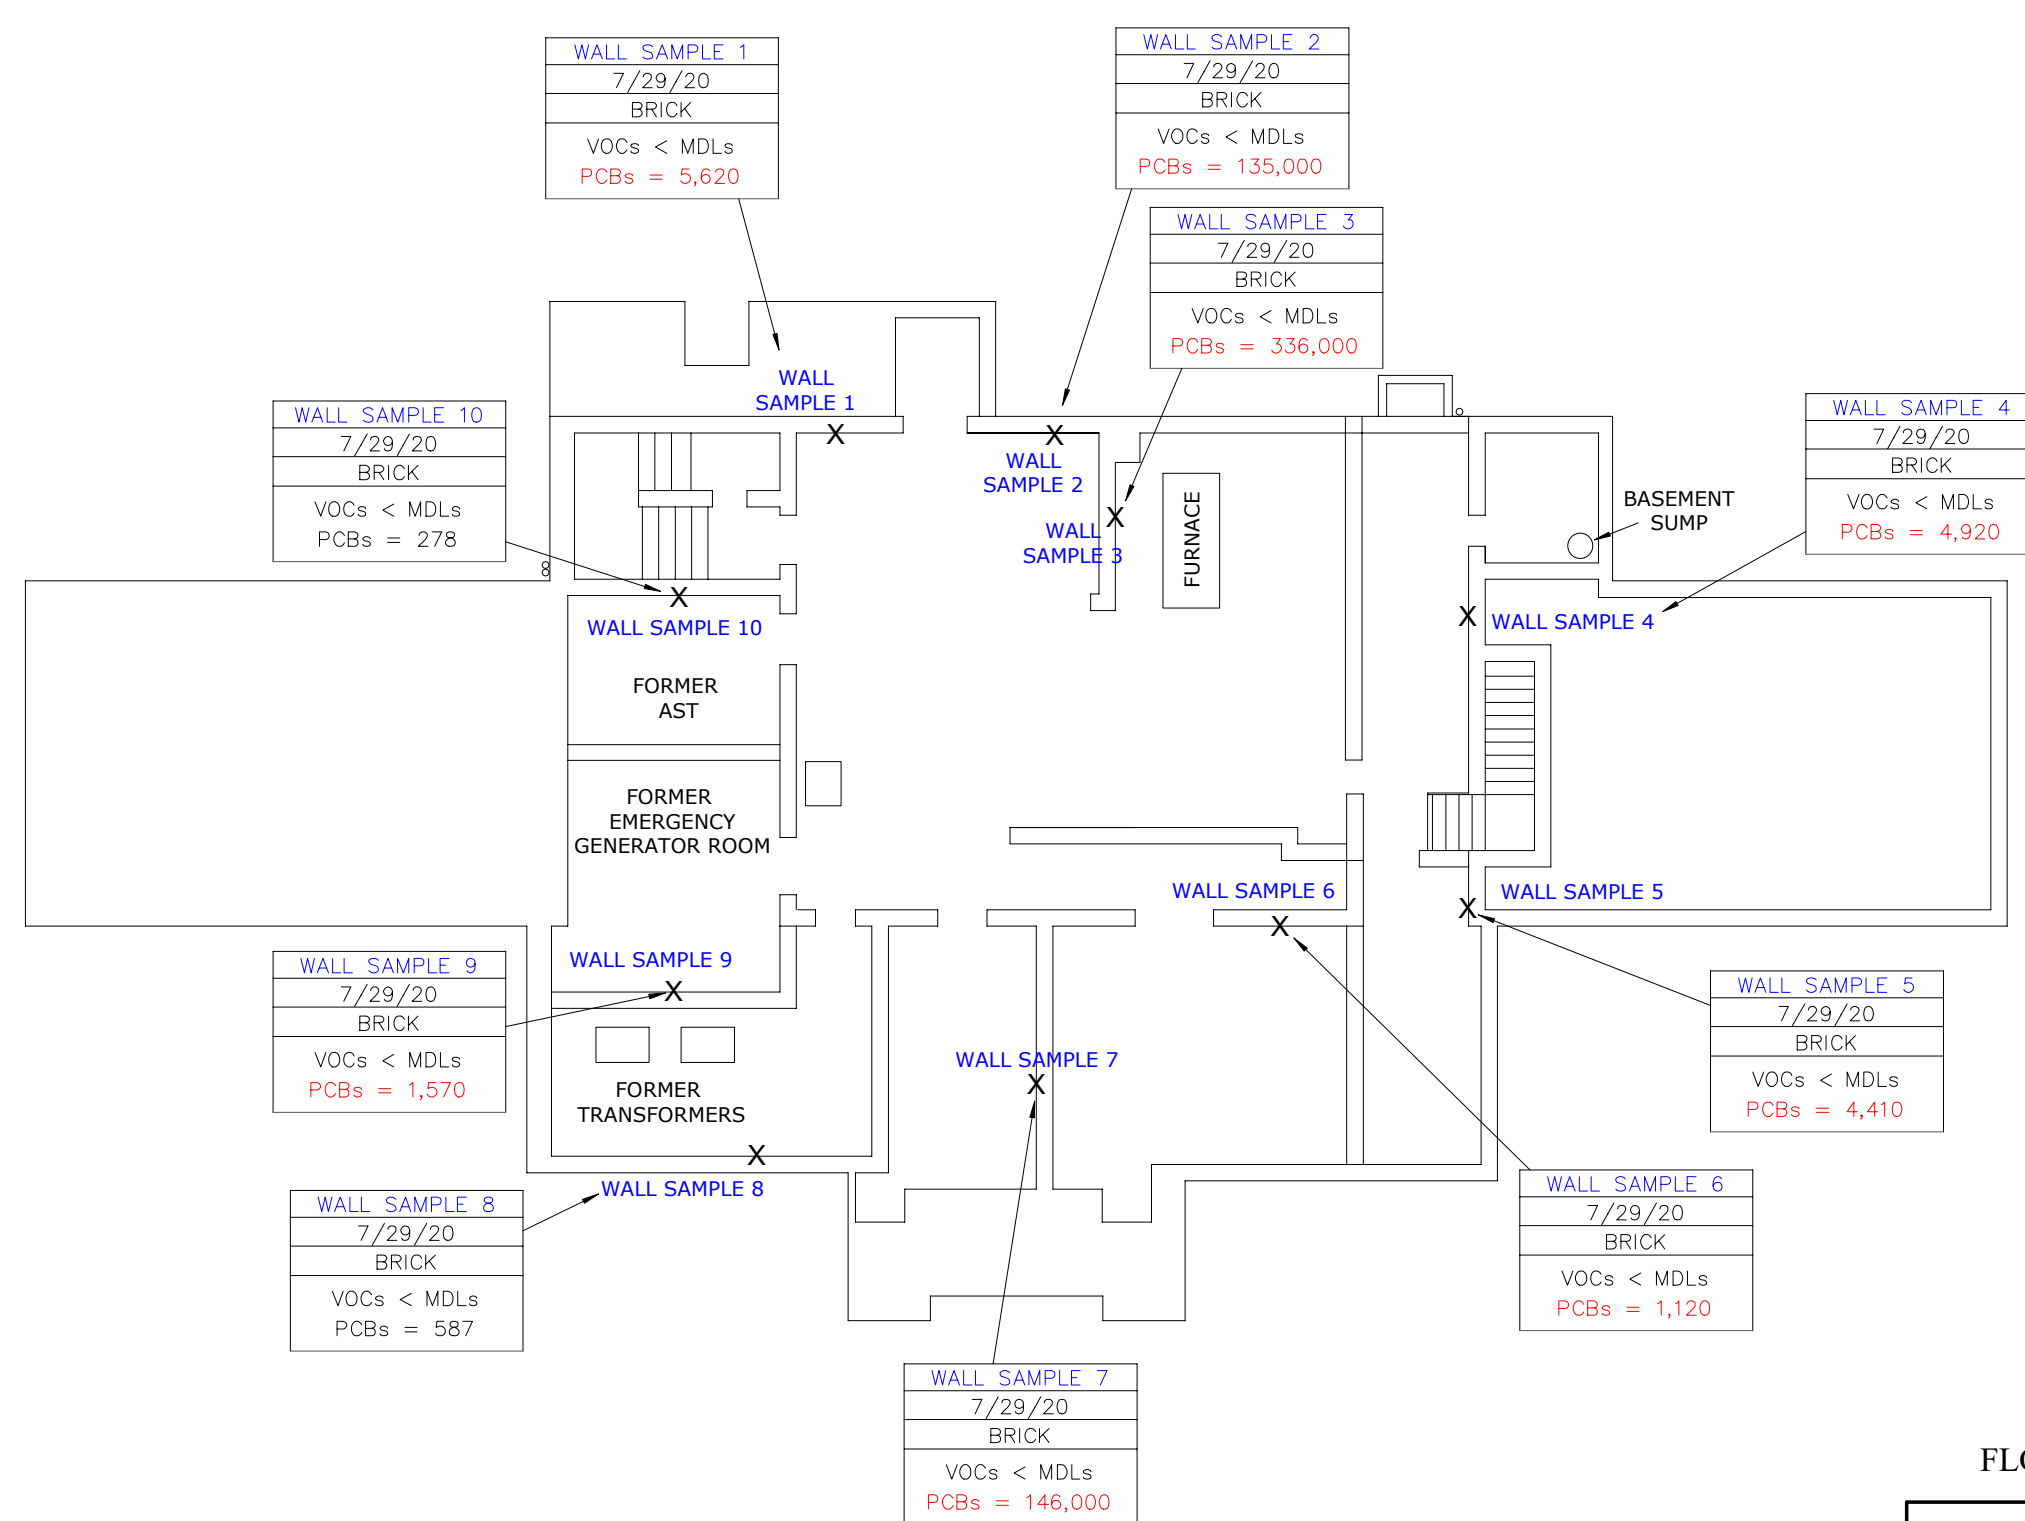 WALL SAMPLE 1
7/29/20
BRICK
VOCs < MDLs
PCBs = 5,620
WALL SAMPLE 2
7/29/20
BRICK
VOCs < MDLs
PCBs = 135,000
WALL SAMPLE 3
7/29/20
BRICK
VOCs < MDLs
PCBs = 336,000
WALL
SAMPLE 1
WALL SAMPLE 10
7/29/20
BRICK
VOCs < MDLs
PCBs = 278
WALL SAMPLE 4
7/29/20
BRICK
VOCs < MDLs
PCBs = 4,920
WALL
SAMPLE 2
WALL
SAMPLE 3
FURNACE
BASEMENT
SUMP
WALL SAMPLE 10
WALL SAMPLE 4
FORMER
AST
FORMER
EMERGENCY
GENERATOR ROOM
WALL SAMPLE 6
WALL SAMPLE 5
WALL SAMPLE 9
WALL SAMPLE 9
7/29/20
BRICK
VOCs < MDLs
PCBs = 1,570
WALL SAMPLE 5
7/29/20
BRICK
VOCs < MDLs
PCBs = 4,410
WALL SAMPLE 7
FORMER
TRANSFORMERS
WALL SAMPLE 8
WALL SAMPLE 8
7/29/20
BRICK
VOCs < MDLs
PCBs = 587
WALL SAMPLE 6
7/29/20
BRICK
VOCs < MDLs
PCBs = 1,120
WALL SAMPLE 7
7/29/20
BRICK
VOCs < MDLs
PCBs = 146,000